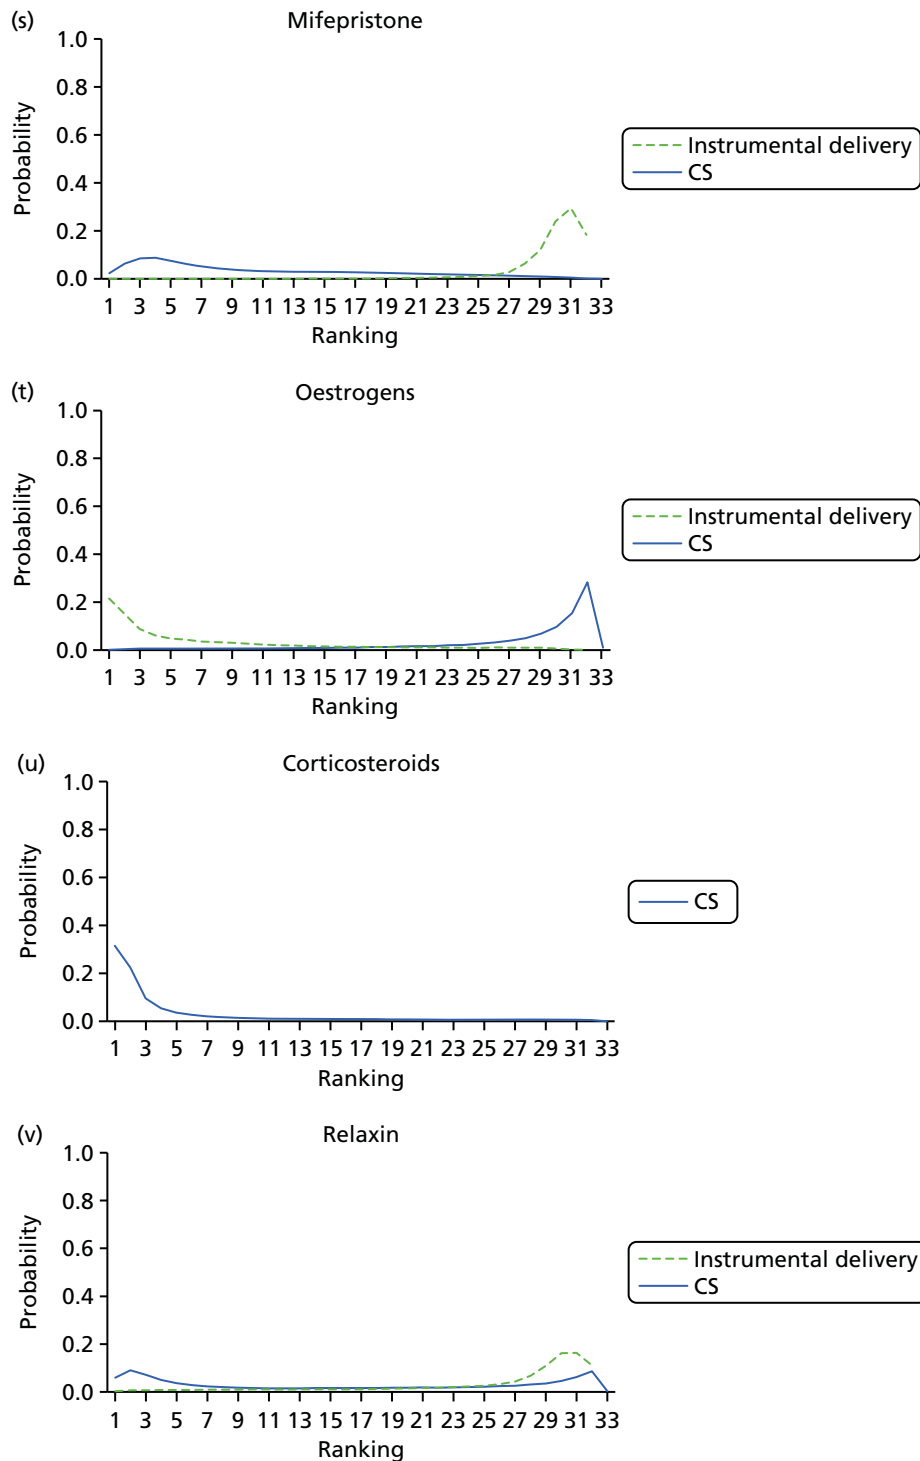 (s)
Mifepristone
1.0
0.8
0.6
0.4
0.2
0.0
Probability
1 3 5 7 9 11 13 15 17 19 21 23 25 27 29 31 33
Ranking
Instrumental delivery
CS
(t)
Oestrogens
1.0
0.8
0.6
0.4
0.2
0.0
Probability
1 3 5 7 9 11 13 15 17 19 21 23 25 27 29 31 33
Ranking
Instrumental delivery
CS
(u)
Corticosteroids
1.0
0.8
0.6
0.4
0.2
0.0
Probability
1 3 5 7 9 11 13 15 17 19 21 23 25 27 29 31 33
Ranking
CS
(v)
Relaxin
1.0
0.8
0.6
0.4
0.2
0.0
Probability
1 3 5 7 9 11 13 15 17 19 21 23 25 27 29 31 33
Ranking
Instrumental delivery
CS